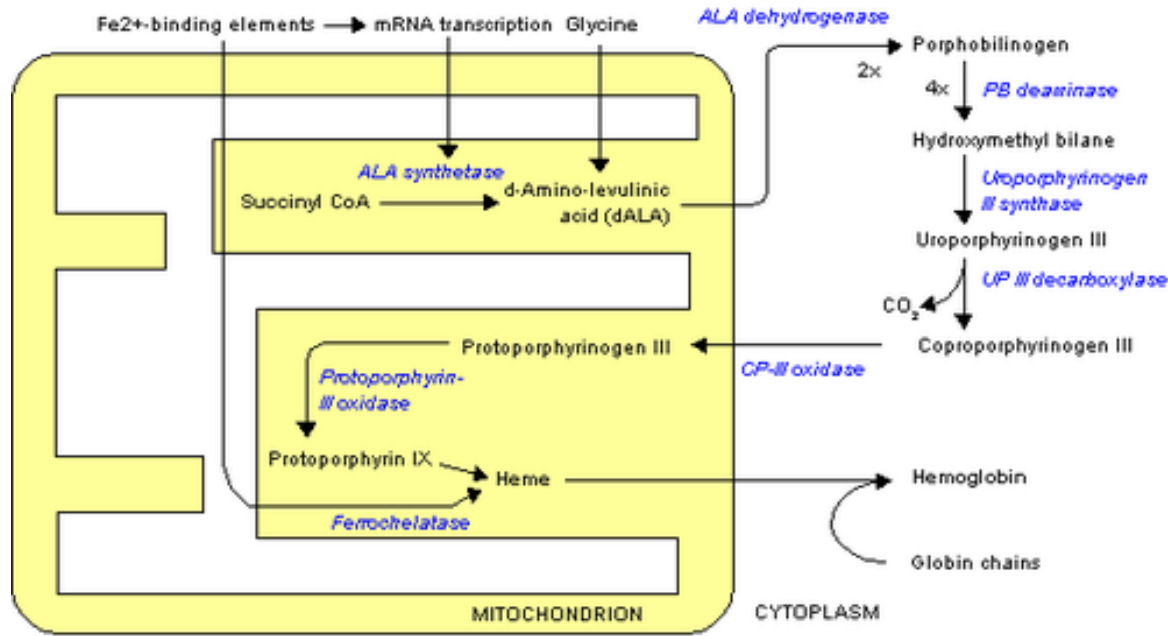 Fe2+-binding elements
mRNA transcription
Glycine
ALA dehydrogenase
2x
Porphobilinogen
4x
PB deaminase
Hydroxymethyl bilane
ALA synthetase
Succinyl CoA
d-Amino-levulinic
acid (dALA)
Uroporphyrinogen
III synthase
Uroporphyrinogen III
UP III decarboxylase
CO₂
Coproporphyrinogen III
CP-III oxidase
Protoporphyrinogen III
Protoporphyrin-
III oxidase
Protoporphyrin IX
Heme
Hemoglobin
Ferrochelatase
Globin chains
MITOCHONDRION
CYTOPLASM